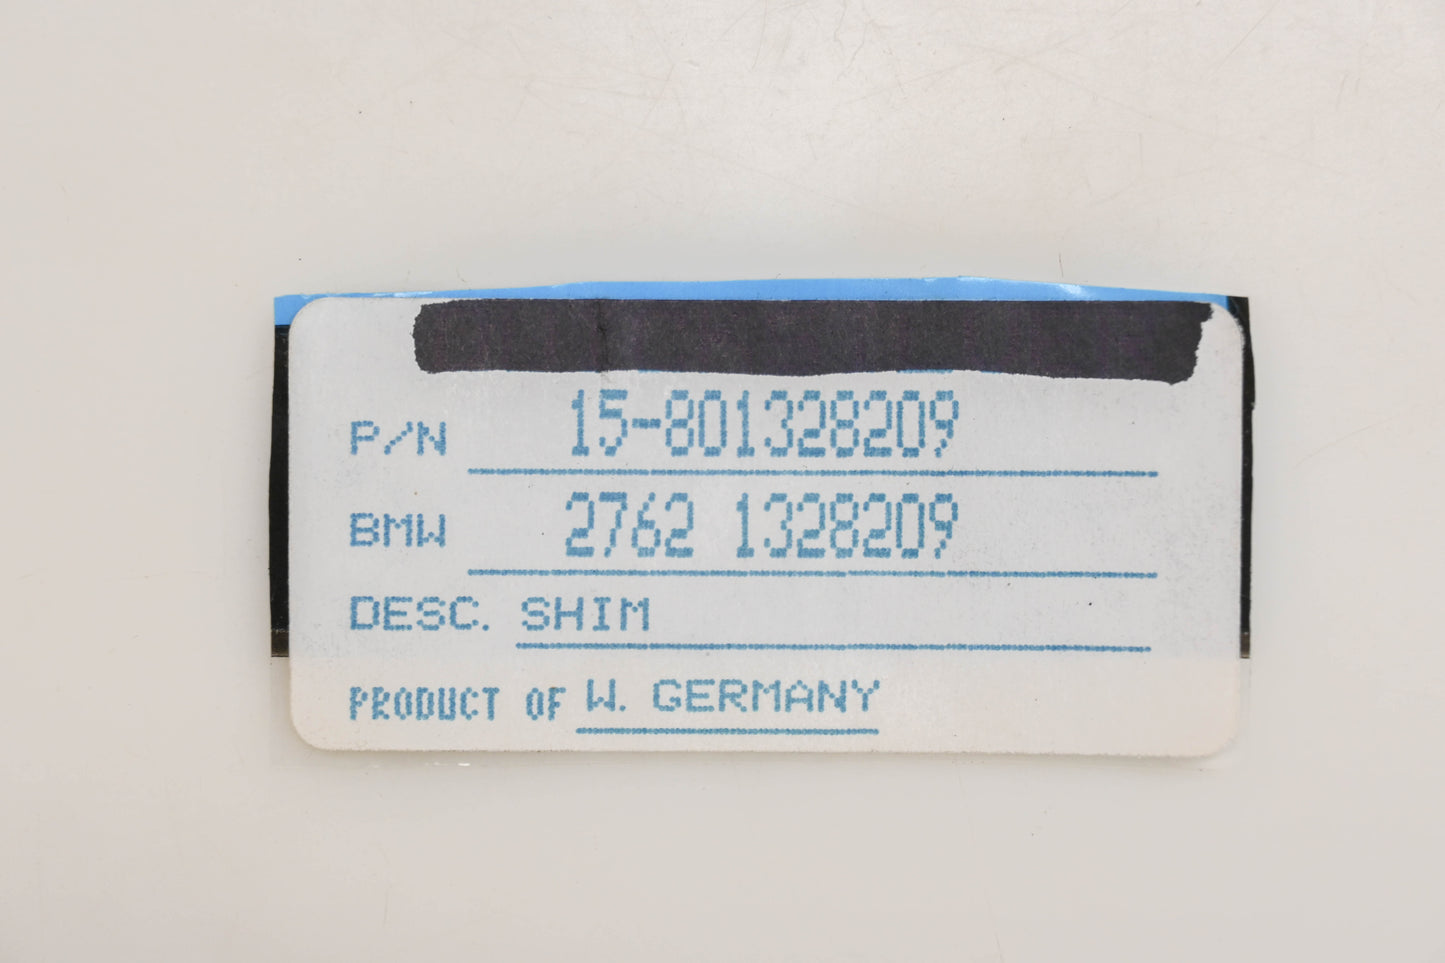 P/N 15-801328209
BMW 2762 1328209
DESC. SHIM
PRODUCT OF W. GERMANY